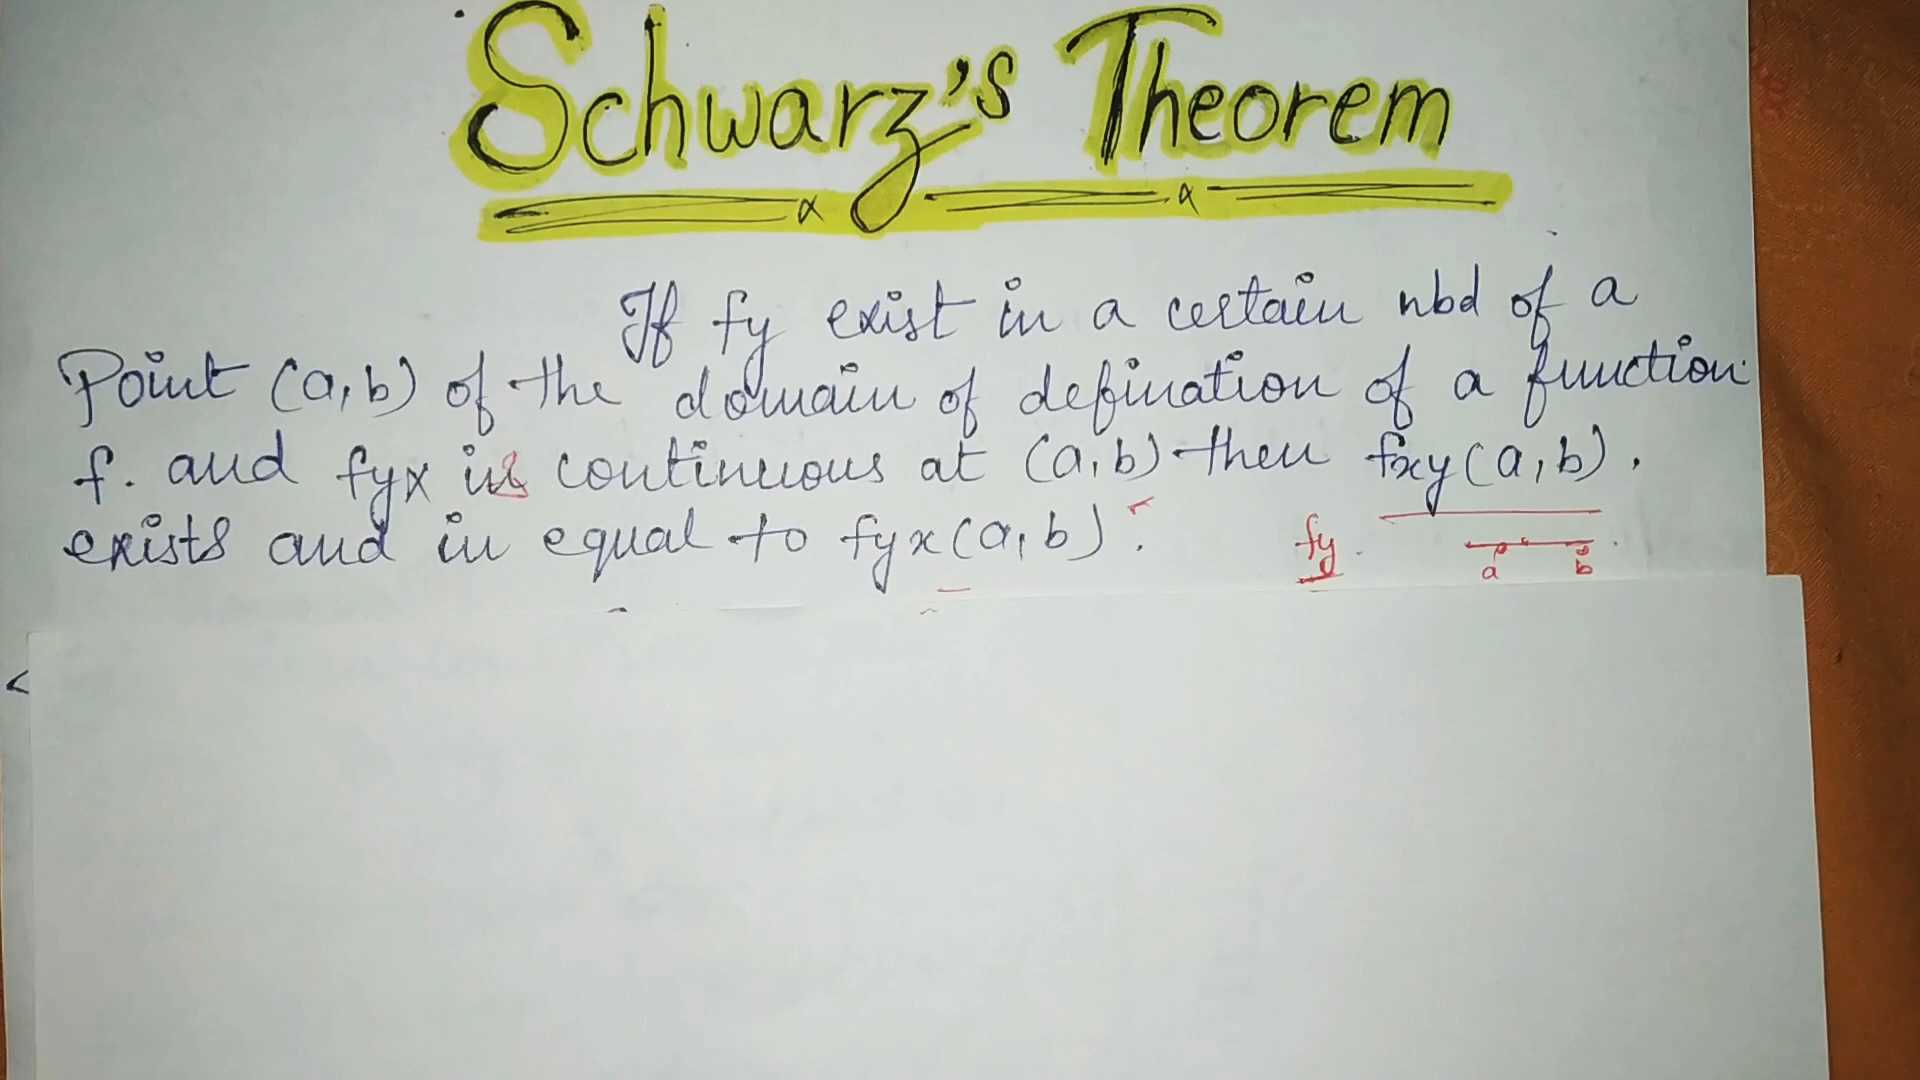 Schwarz's Theorem
If fy exist in a certain nbd of a
Point (a,b) of the domain of defination of a function
f. and fyx is continuous at (a,b) then fxy(a,b).
exists and in equal to fyx(a,b).
fy.
a b